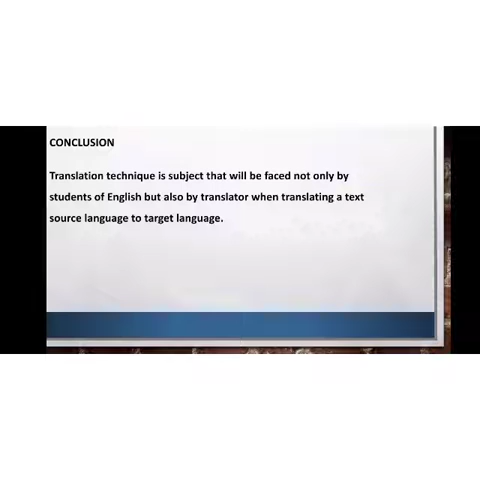 CONCLUSION
Translation technique is subject that will be faced not only by
students of English but also by translator when translating a text
source language to target language.